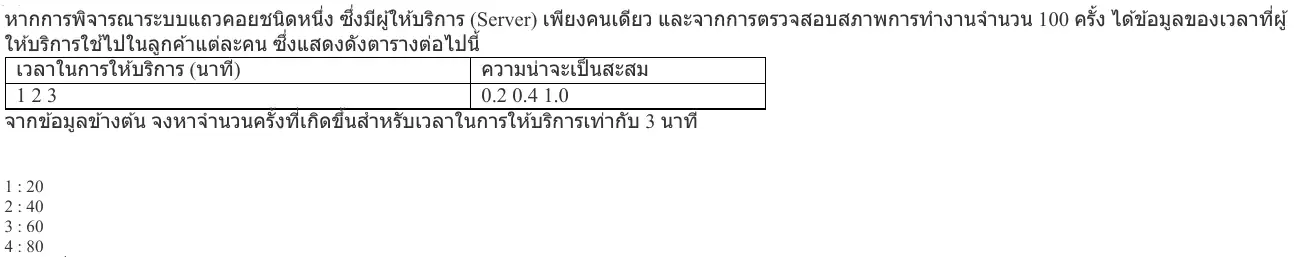 หากการพิจารณาระบบแถวคอยชนิดหนึ่ง ซึ่งมีผู้ให้บริการ (Server) เพียงคนเดียว และจากการตรวจสอบสภาพการทำงานจำนวน 100 ครั้ง ได้ข้อมูลของเวลาที่ผู้
ให้บริการใช้ไปในลูกค้าแต่ละคน ซึ่งแสดงดังตารางต่อไปนี้
เวลาในการให้บริการ (นาที) ความน่าจะเป็นสะสม
1 2 3 0.2 0.4 1.0
จากข้อมูลข้างต้น จงหาจำนวนครั้งที่เกิดขึ้นสำหรับเวลาในการให้บริการเท่ากับ 3 นาที
1 : 20
2 : 40
3 : 60
4 : 80